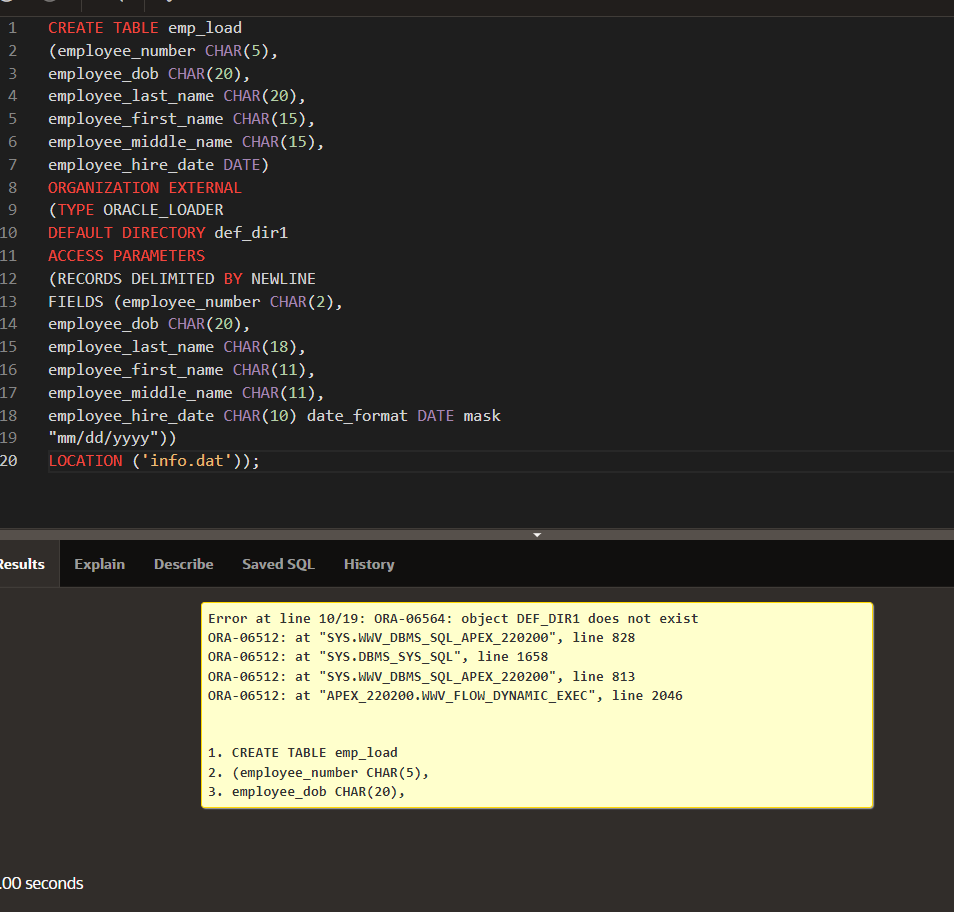 1 CREATE TABLE emp_load
2 (employee_number CHAR(5),
3 employee_dob CHAR(20),
4 employee_last_name CHAR(20),
5 employee_first_name CHAR(15),
6 employee_middle_name CHAR(15),
7 employee_hire_date DATE)
8 ORGANIZATION EXTERNAL
9 (TYPE ORACLE_LOADER
10 DEFAULT DIRECTORY def_dir1
11 ACCESS PARAMETERS
12 (RECORDS DELIMITED BY NEWLINE
13 FIELDS (employee_number CHAR(2),
14 employee_dob CHAR(20),
15 employee_last_name CHAR(18),
16 employee_first_name CHAR(11),
17 employee_middle_name CHAR(11),
18 employee_hire_date CHAR(10) date_format DATE mask
19 "mm/dd/yyyy"))
20 LOCATION ('info.dat'));
Results Explain Describe Saved SQL History
Error at line 10/19: ORA-06564: object DEF_DIR1 does not exist
ORA-06512: at "SYS.WWV_DBMS_SQL_APEX_220200", line 828
ORA-06512: at "SYS.DBMS_SYS_SQL", line 1658
ORA-06512: at "SYS.WWV_DBMS_SQL_APEX_220200", line 813
ORA-06512: at "APEX_220200.WWV_FLOW_DYNAMIC_EXEC", line 2046
1. CREATE TABLE emp_load
2. (employee_number CHAR(5),
3. employee_dob CHAR(20),
.00 seconds